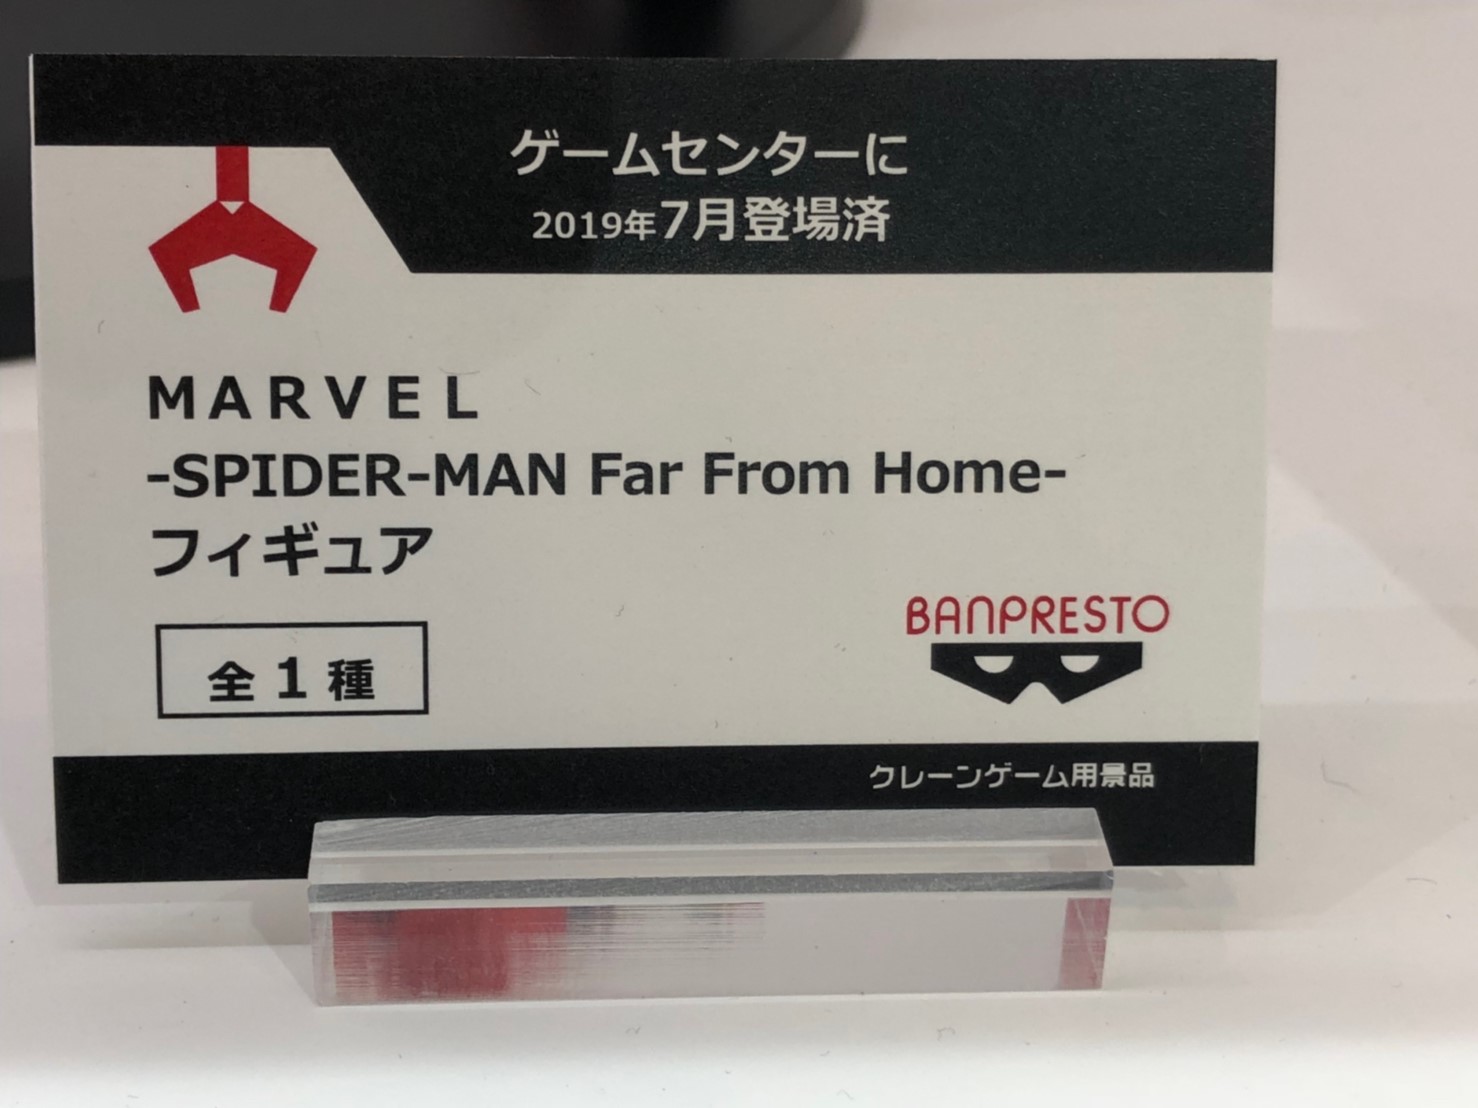 ゲームセンターに
2019年7月登場済
MARVEL
-SPIDER-MAN Far From Home-
フィギュア
全1種
BANPRESTO
クレーンゲーム用景品